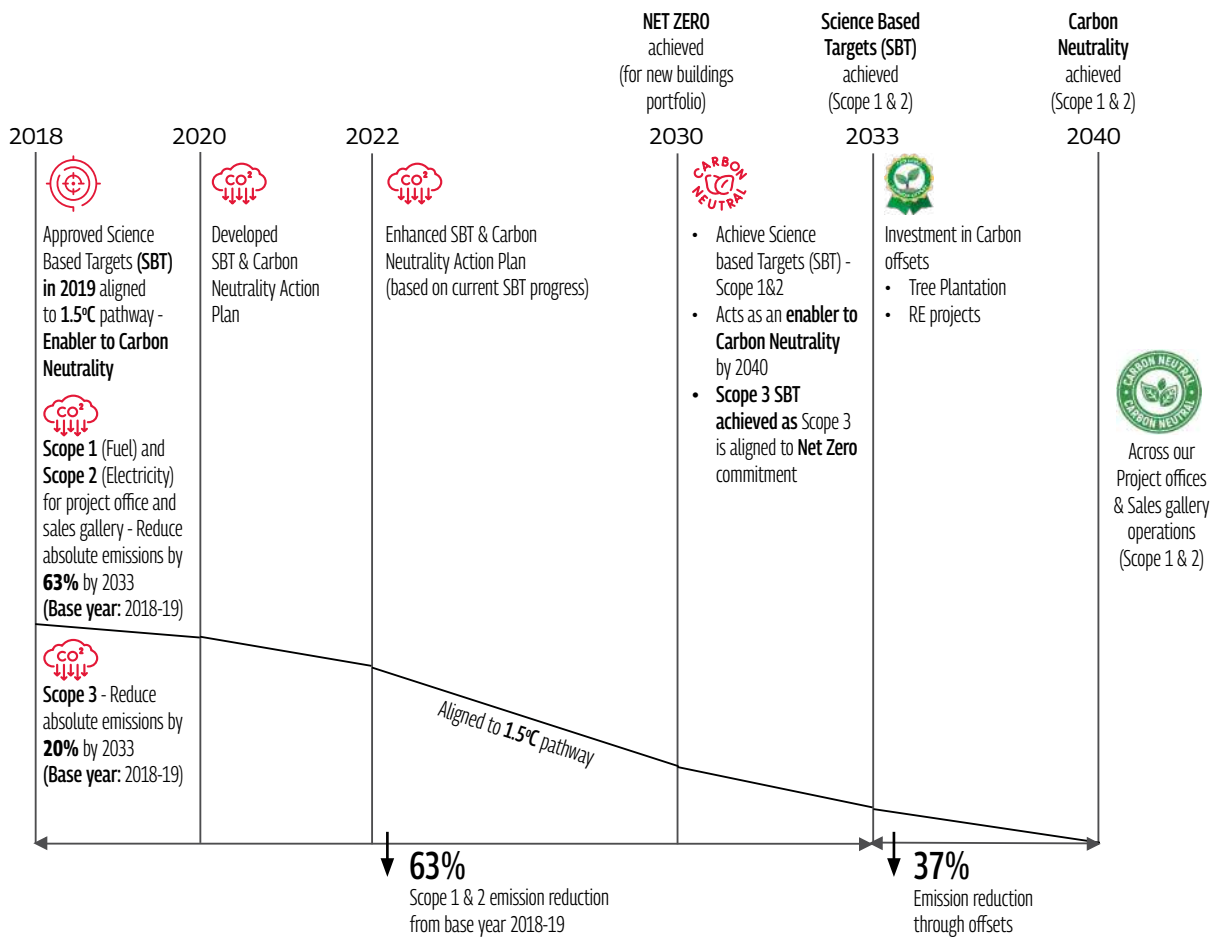 NET ZERO
achieved
(for new buildings
portfolio)
Science Based
Targets (SBT)
achieved
(Scope 1 & 2)
Carbon
Neutrality
achieved
(Scope 1 & 2)
2018
2020
2022
2030
2033
2040
Approved Science
Based Targets (SBT)
in 2019 aligned
to 1.5ºC pathway -
Enabler to Carbon
Neutrality
CO²
Scope 1 (Fuel) and
Scope 2 (Electricity)
for project office and
sales gallery - Reduce
absolute emissions by
63% by 2033
(Base year: 2018-19)
CO²
Scope 3 - Reduce
absolute emissions by
20% by 2033
(Base year: 2018-19)
CO²
Developed
SBT & Carbon
Neutrality Action
Plan
CO²
Enhanced SBT & Carbon
Neutrality Action Plan
(based on current SBT progress)
CARBON
NEUTRAL
• Achieve Science
based Targets (SBT) -
Scope 1&2
• Acts as an enabler to
Carbon Neutrality
by 2040
• Scope 3 SBT
achieved as Scope 3
is aligned to Net Zero
commitment
Investment in Carbon
offsets
• Tree Plantation
• RE projects
CARBON NEUTRAL
CARBON NEUTRAL
Across our
Project offices
& Sales gallery
operations
(Scope 1 & 2)
Aligned to 1.5ºC pathway
63%
Scope 1 & 2 emission reduction
from base year 2018-19
37%
Emission reduction
through offsets